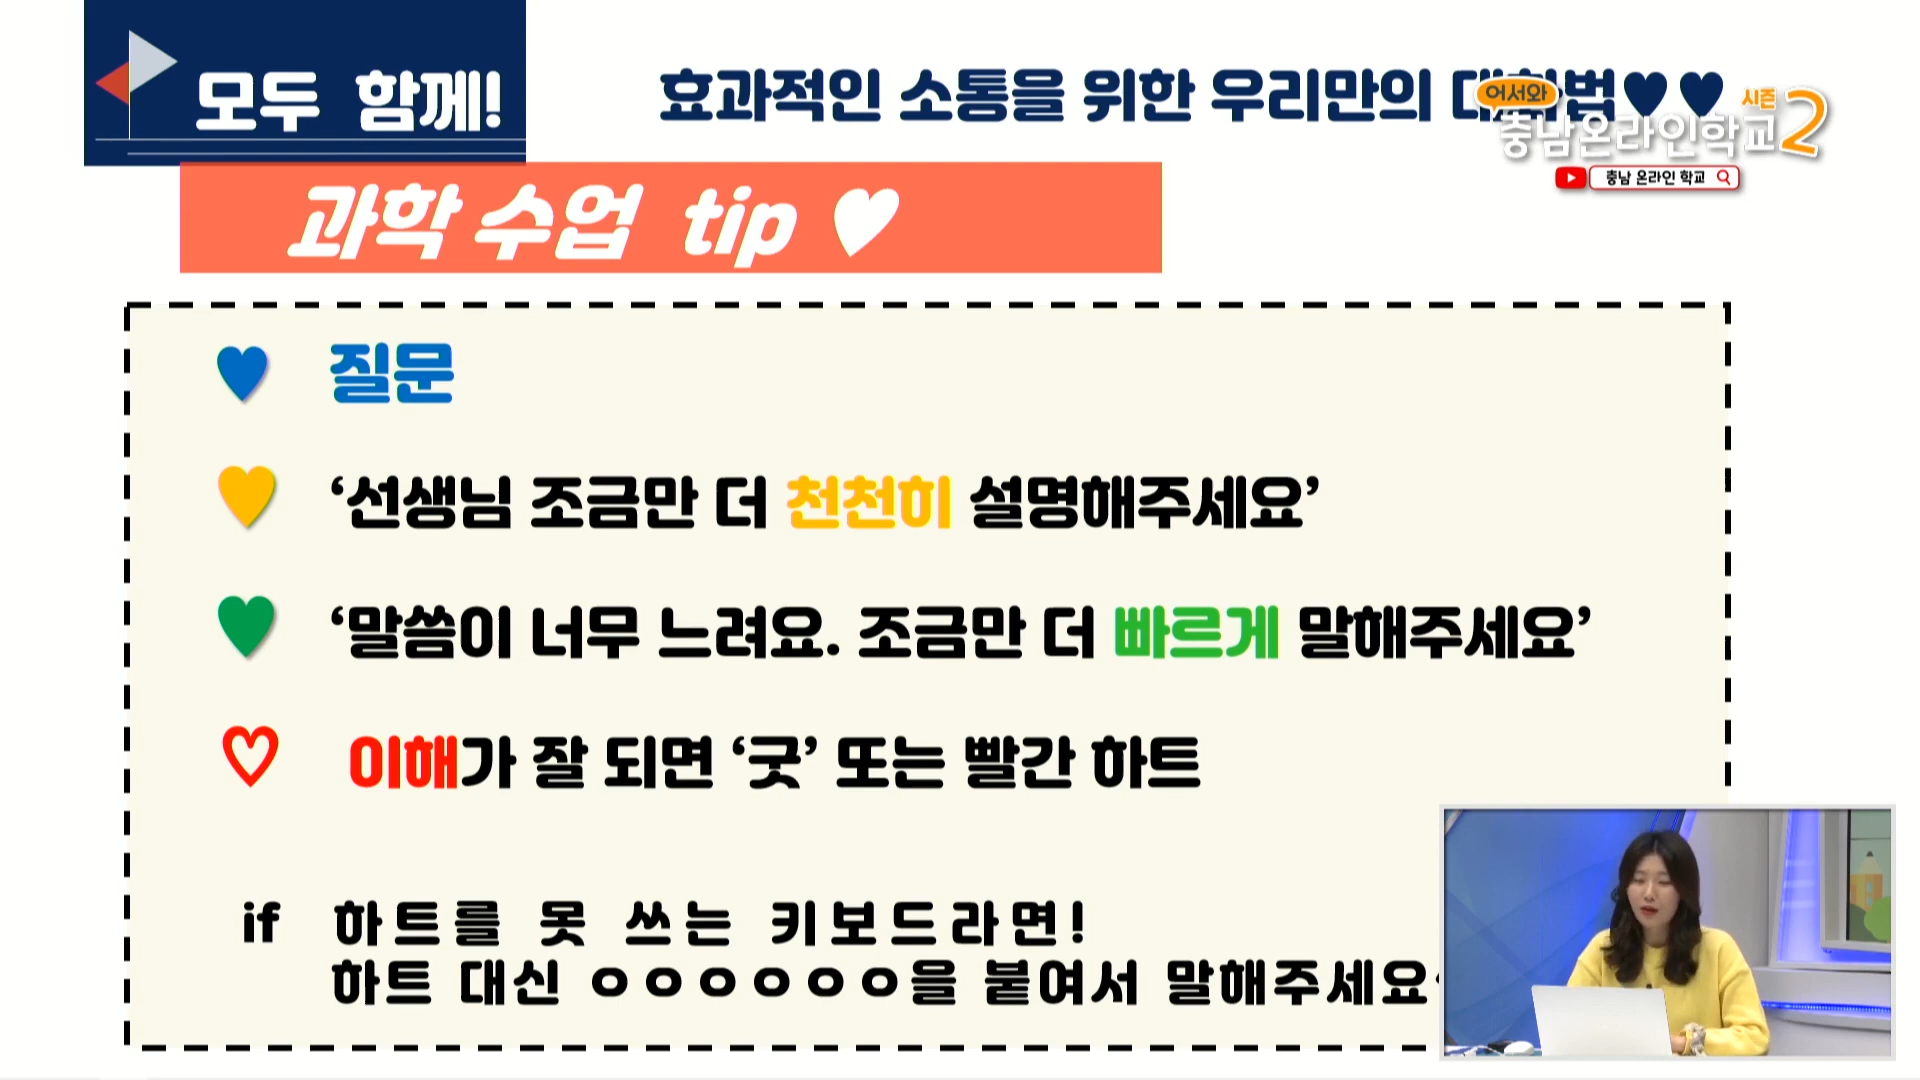 모두 함께!
효과적인 소통을 위한 우리만의 법♥♥
어서와
시즌
충남온라인학교2
충남 온라인 학교
과학 수업 tip ♥
질문
‘선생님 조금만 더 천천히 설명해주세요’
‘말씀이 너무 느려요. 조금만 더 빠르게 말해주세요’
이해가 잘 되면 ‘굿’ 또는 빨간 하트
if 하트를 못 쓰는 키보드라면!
하트 대신 ㅇㅇㅇㅇㅇㅇ을 붙여서 말해주세요